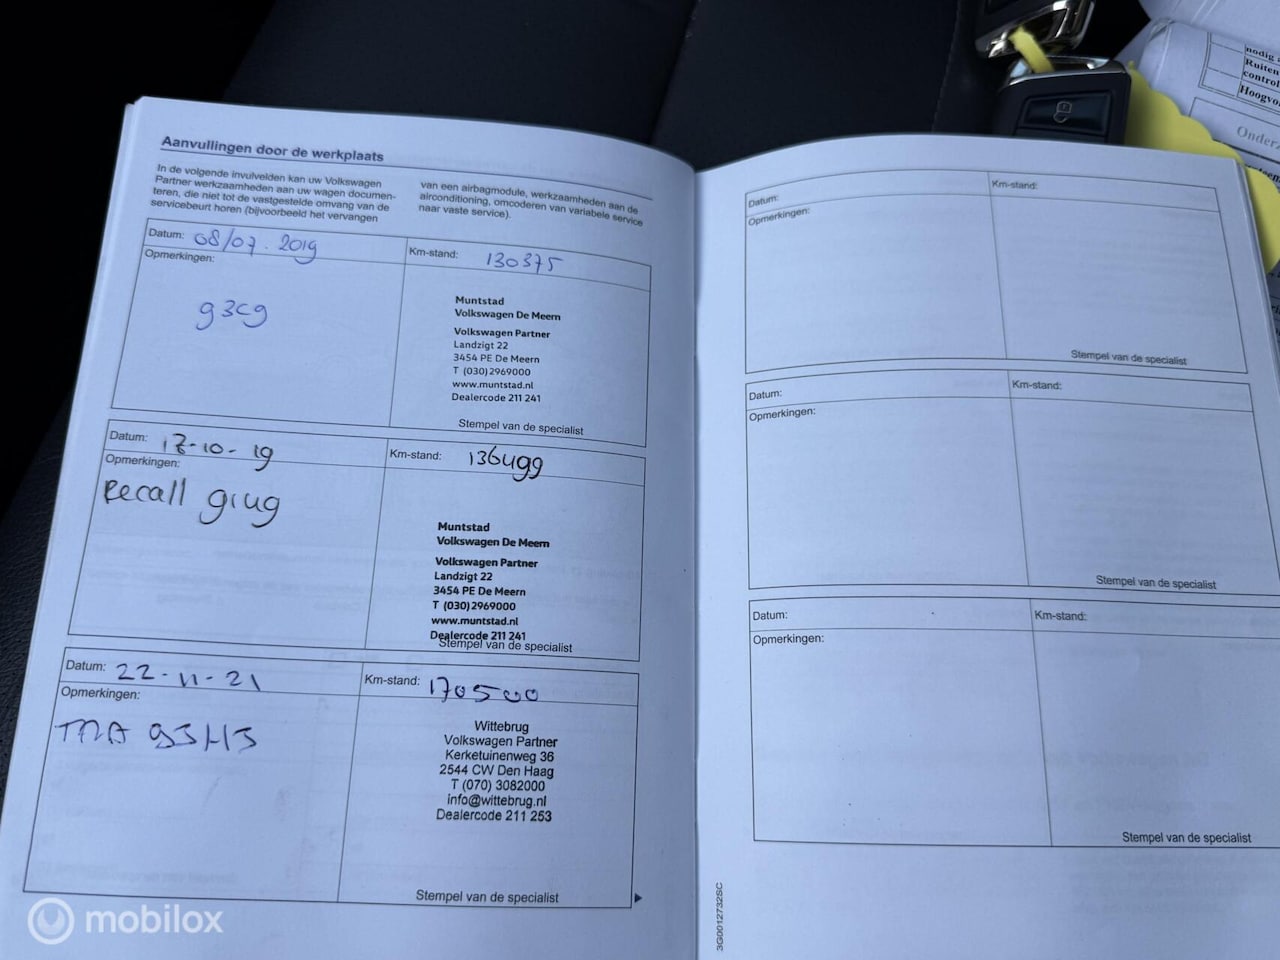 Aanvullingen door de werkplaats
In de volgende invulvelden kan uw Volkswagen
Partner werkzaamheden aan uw wagen documen-
teren, die niet tot de vastgestelde omvang van de
servicebeurt horen (bijvoorbeeld het vervangen
van een airbagmodule, werkzaamheden aan de
airconditioning, omcoderen van variabele service
naar vaste service).
Datum: 08/07.2019
Km-stand: 130375
Opmerkingen:
93c9
Muntstad
Volkswagen De Meern
Volkswagen Partner
Landzigt 22
3454 PE De Meern
T (030)2969000
www.muntstad.nl
Dealercode 211 241
Stempel van de specialist
Datum: 17-10-19
Km-stand: 136499
Opmerkingen:
Recall
Muntstad
Volkswagen De Meern
Volkswagen Partner
Landzigt 22
3454 PE De Meern
T (030)2969000
www.muntstad.nl
Dealercode 211 241
Stempel van de specialist
Datum: 22-11-21
Km-stand: 170500
Opmerkingen:
Wittebrug
Volkswagen Partner
Kerketuinenweg 36
2544 CW Den Haag
T (070) 3082000
info@wittebrug.nl
Dealercode 211 253
Stempel van de specialist
Datum:
Km-stand:
Opmerkingen:
Stempel van de specialist
Datum:
Km-stand:
Opmerkingen:
Stempel van de specialist
Datum:
Km-stand:
Opmerkingen:
Stempel van de specialist
3G0012732SC
nodig
Ruiten
control
Hoogvo
Onder
mobilox